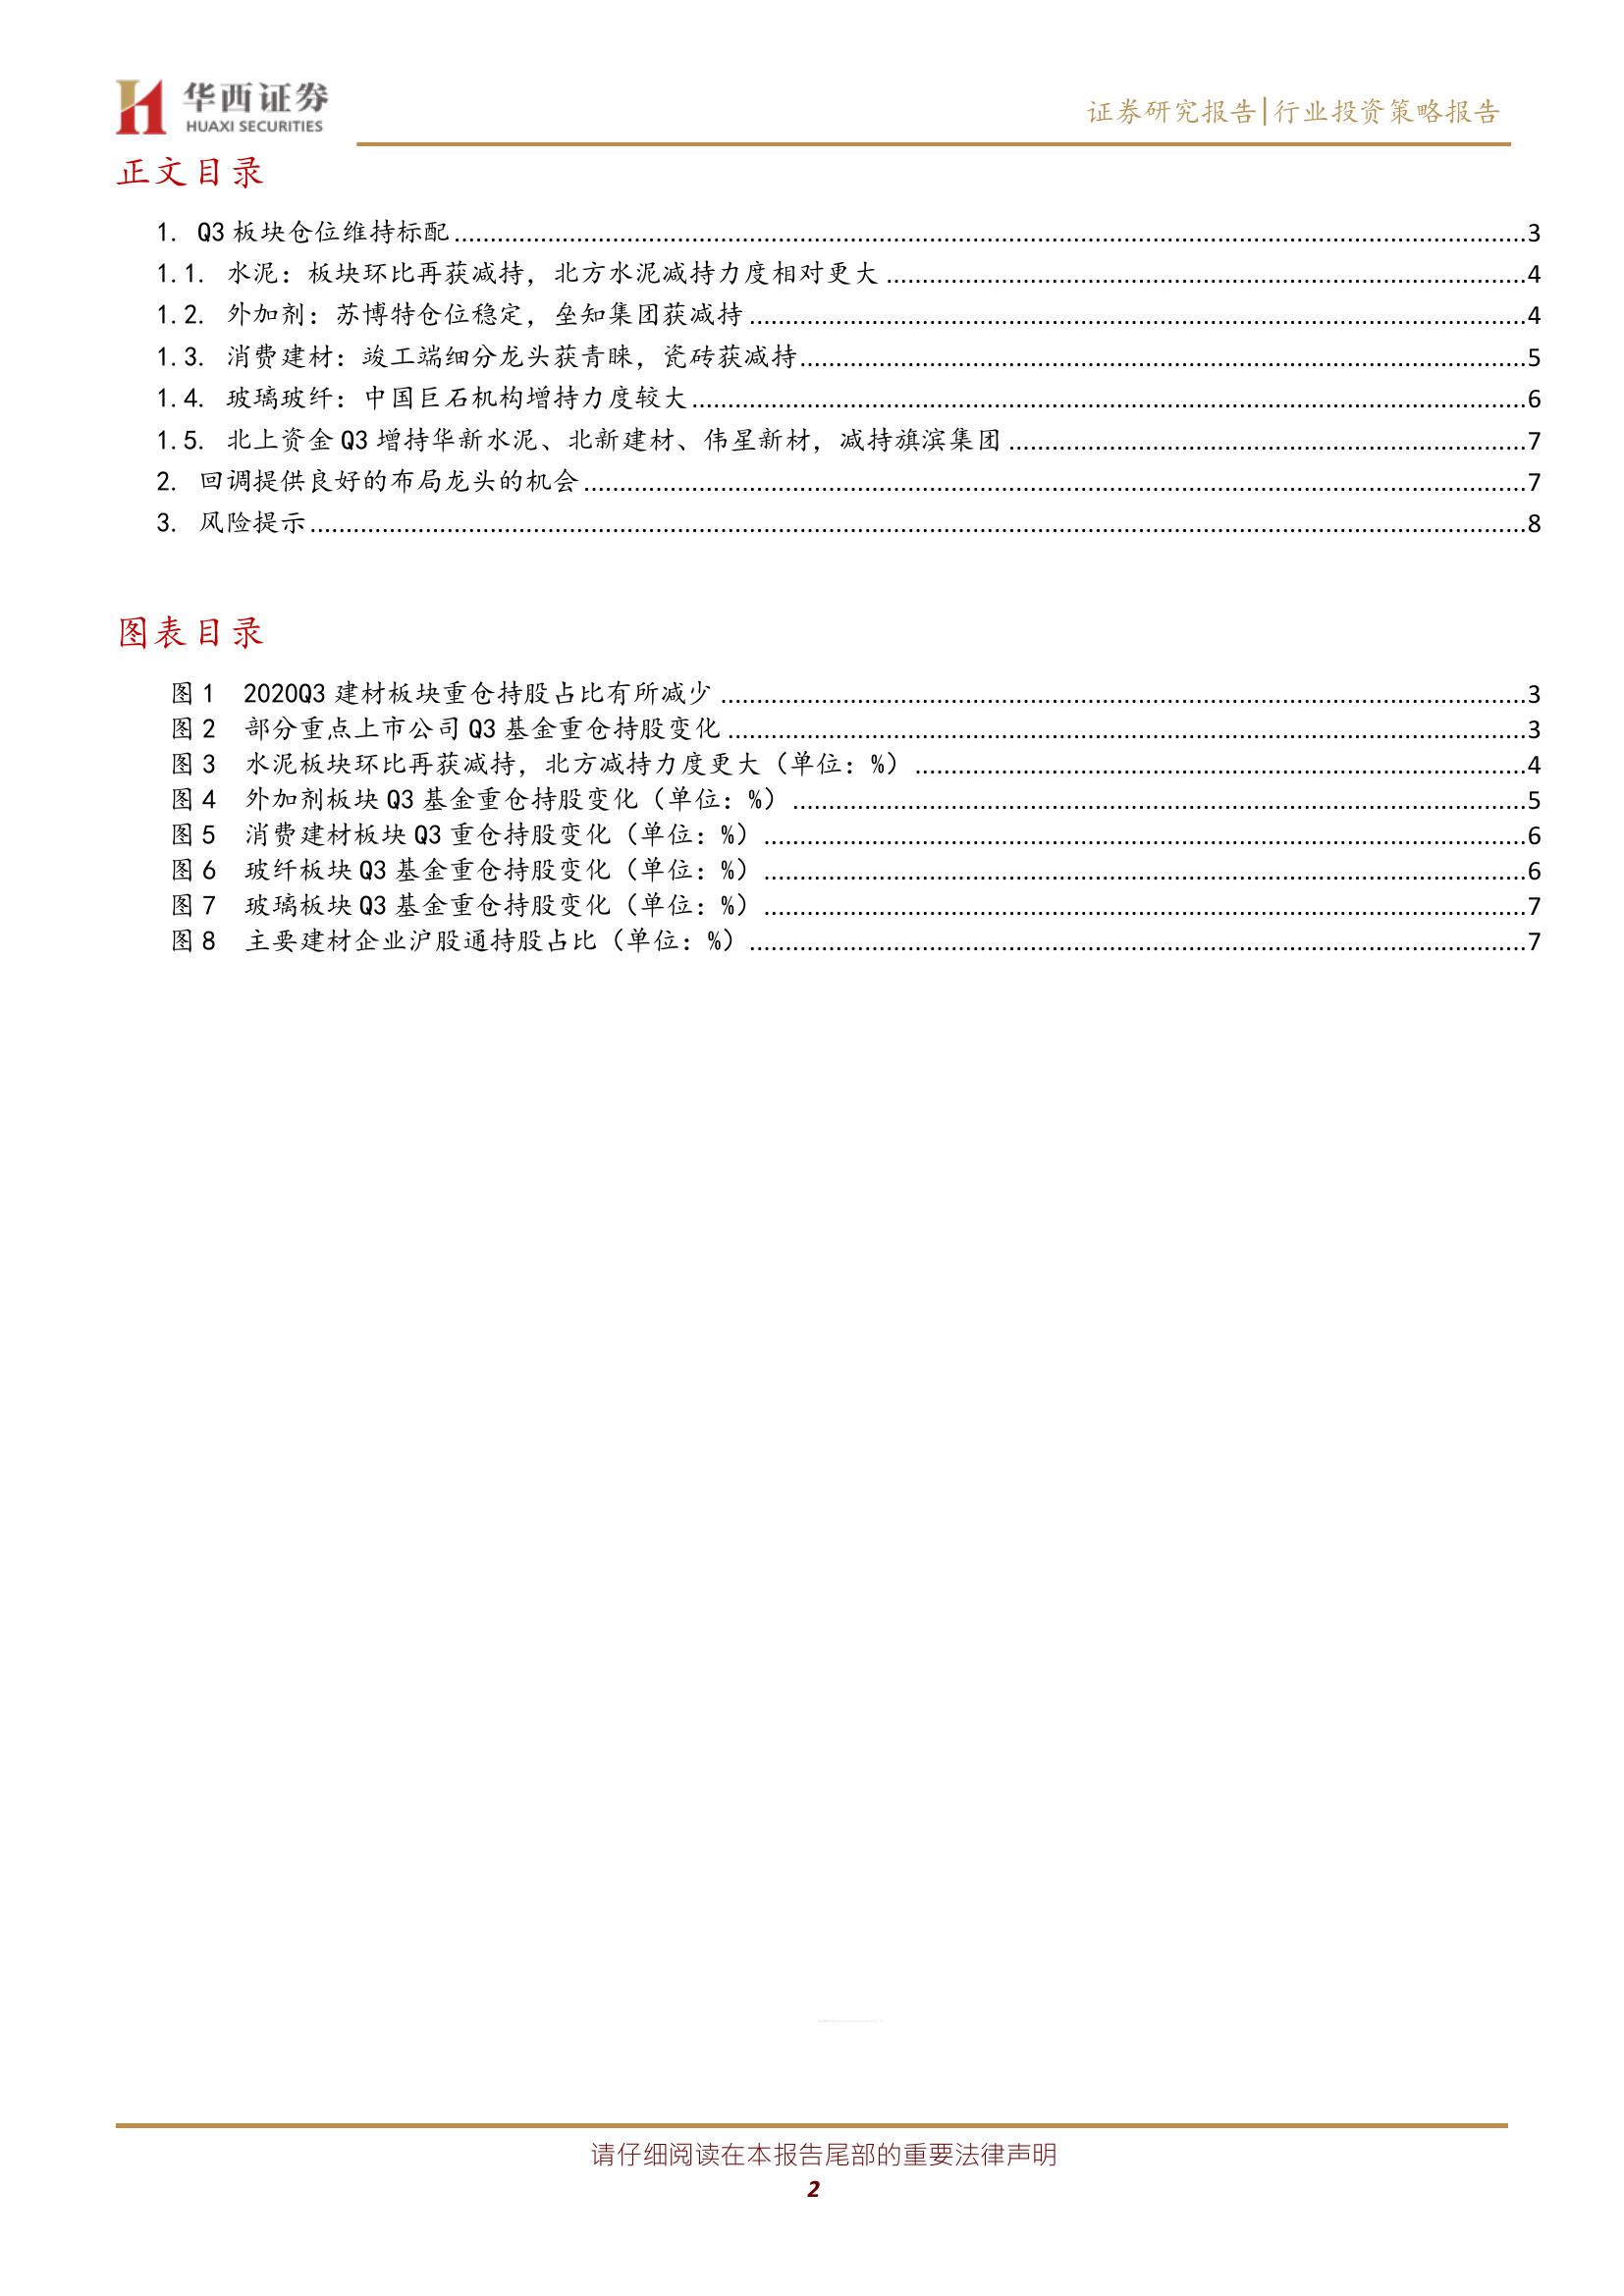 华西证券
HUAXI SECURITIES
证券研究报告|行业投资策略报告
正文目录
1. Q3 板块仓位维持标配........3
1.1. 水泥：板块环比再获减持，北方水泥减持力度相对更大........4
1.2. 外加剂：苏博特仓位稳定，垒知集团获减持........4
1.3. 消费建材：竣工端细分龙头获青睐，瓷砖获减持........5
1.4. 玻璃玻纤：中国巨石机构增持力度较大........6
1.5. 北上资金 Q3 增持华新水泥、北新建材、伟星新材，减持旗滨集团........7
2. 回调提供良好的布局龙头的机会........7
3. 风险提示........8
图表目录
图 1 2020Q3 建材板块重仓持股占比有所减少........3
图 2 部分重点上市公司 Q3 基金重仓持股变化........3
图 3 水泥板块环比再获减持，北方减持力度更大（单位：%）........4
图 4 外加剂板块 Q3 基金重仓持股变化（单位：%）........5
图 5 消费建材板块 Q3 重仓持股变化（单位：%）........6
图 6 玻纤板块 Q3 基金重仓持股变化（单位：%）........6
图 7 玻璃板块 Q3 基金重仓持股变化（单位：%）........7
图 8 主要建材企业沪股通持股占比（单位：%）........7
请仔细阅读在本报告尾部的重要法律声明
2